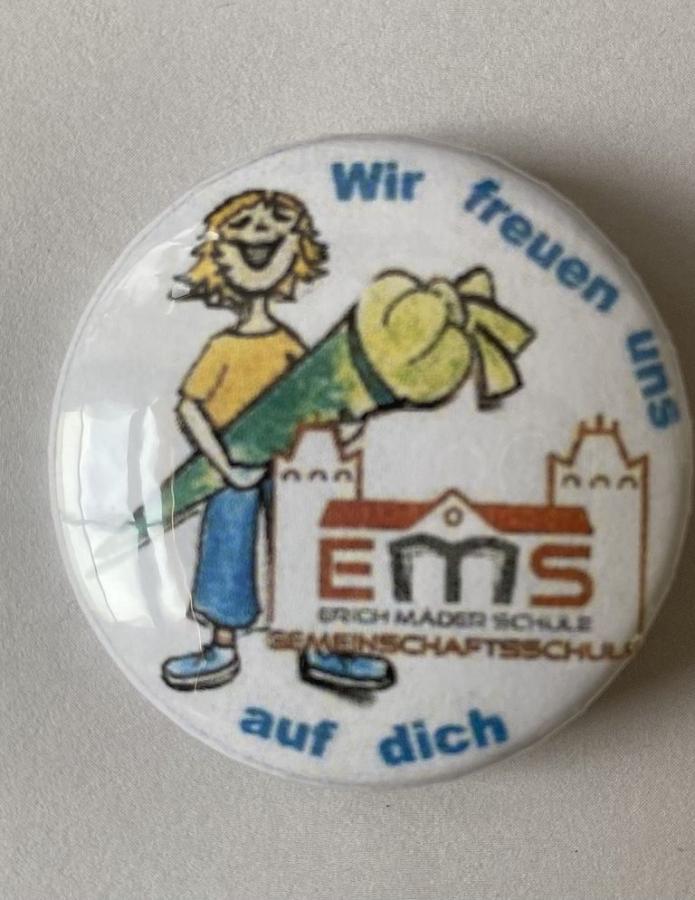 Wir freuen uns
auf dich
EMS
ERICH MÄDER SCHULE
GEMEINSCHAFTSSCHULE